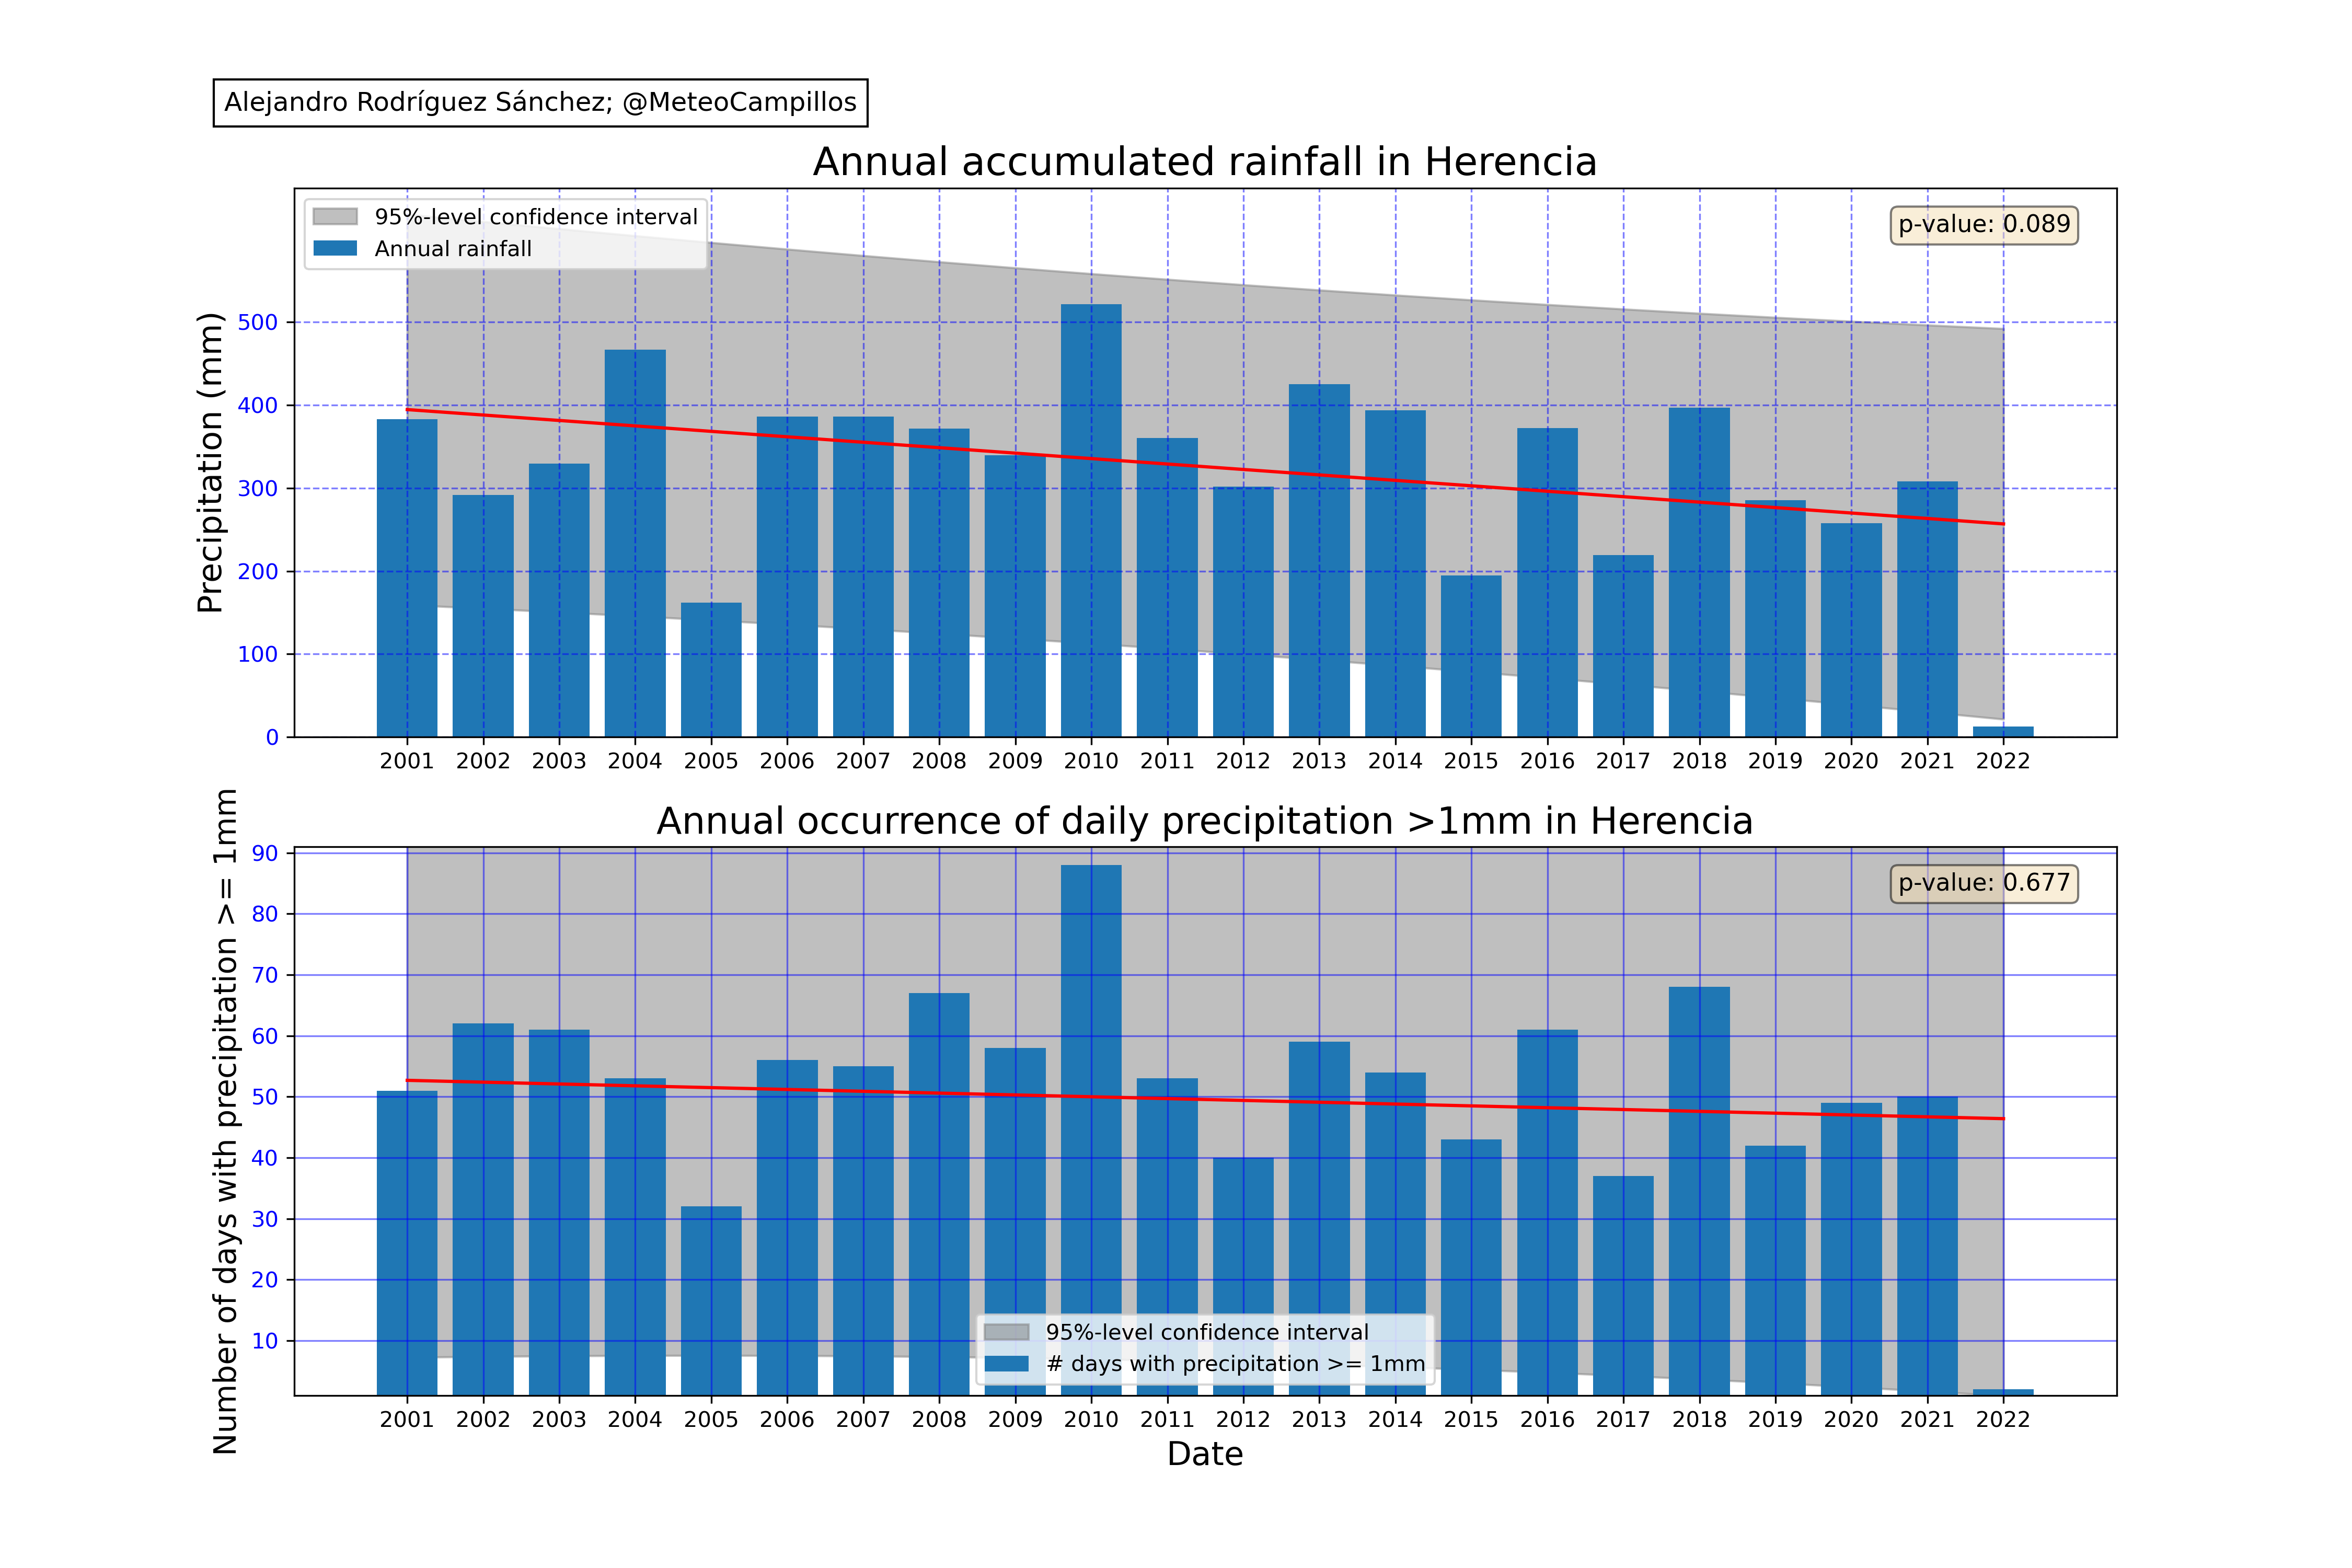 Alejandro Rodríguez Sánchez; @MeteoCampillos
Annual accumulated rainfall in Herencia
95%-level confidence interval
Annual rainfall
p-value: 0.089
Precipitation (mm)
500
400
300
200
100
0
2001 2002 2003 2004 2005 2006 2007 2008 2009 2010 2011 2012 2013 2014 2015 2016 2017 2018 2019 2020 2021 2022
Annual occurrence of daily precipitation >1mm in Herencia
p-value: 0.677
Number of days with precipitation >= 1mm
90
80
70
60
50
40
30
20
10
95%-level confidence interval
# days with precipitation >= 1mm
2001 2002 2003 2004 2005 2006 2007 2008 2009 2010 2011 2012 2013 2014 2015 2016 2017 2018 2019 2020 2021 2022
Date